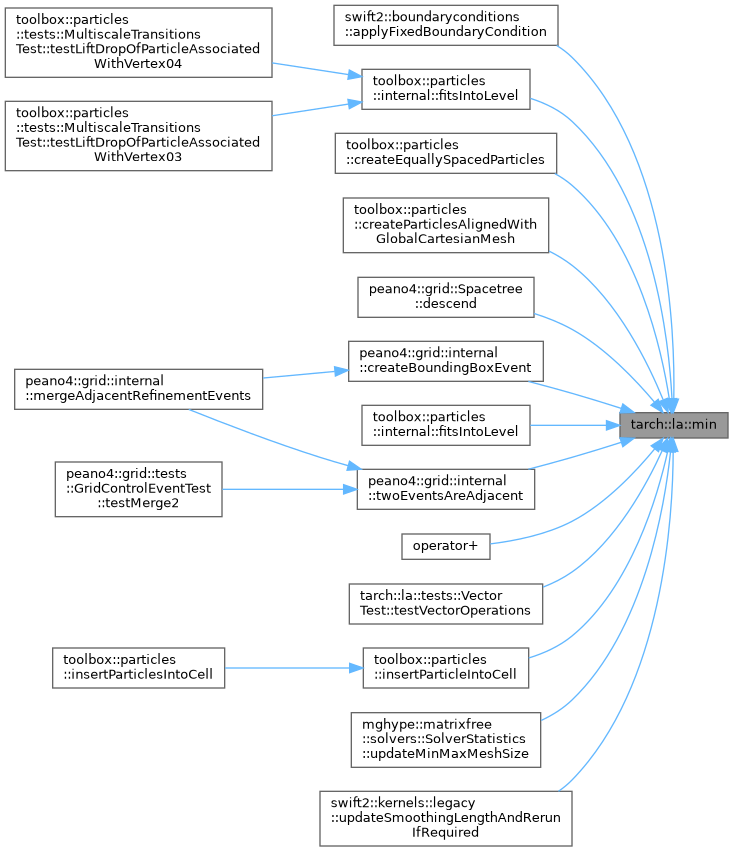 toolbox::particles
::tests::MultiscaleTransitions
Test::testLiftDropOfParticleAssociated
WithVertex04
toolbox::particles
::tests::MultiscaleTransitions
Test::testLiftDropOfParticleAssociated
WithVertex03
swift2::boundaryconditions
::applyFixedBoundaryCondition
toolbox::particles
::internal::fitsIntoLevel
toolbox::particles
::createEquallySpacedParticles
toolbox::particles
::createParticlesAlignedWith
GlobalCartesianMesh
peano4::grid::Spacetree
::descend
peano4::grid::internal
::createBoundingBoxEvent
peano4::grid::internal
::mergeAdjacentRefinementEvents
toolbox::particles
::internal::fitsIntoLevel
tarch::la::min
peano4::grid::tests
::GridControlEventTest
::testMerge2
peano4::grid::internal
::twoEventsAreAdjacent
operator+
tarch::la::tests::Vector
Test::testVectorOperations
toolbox::particles
::insertParticlesIntoCell
toolbox::particles
::insertParticleIntoCell
mghype::matrixfree
::solvers::SolverStatistics
::updateMinMaxMeshSize
swift2::kernels::legacy
::updateSmoothingLengthAndRerun
IfRequired